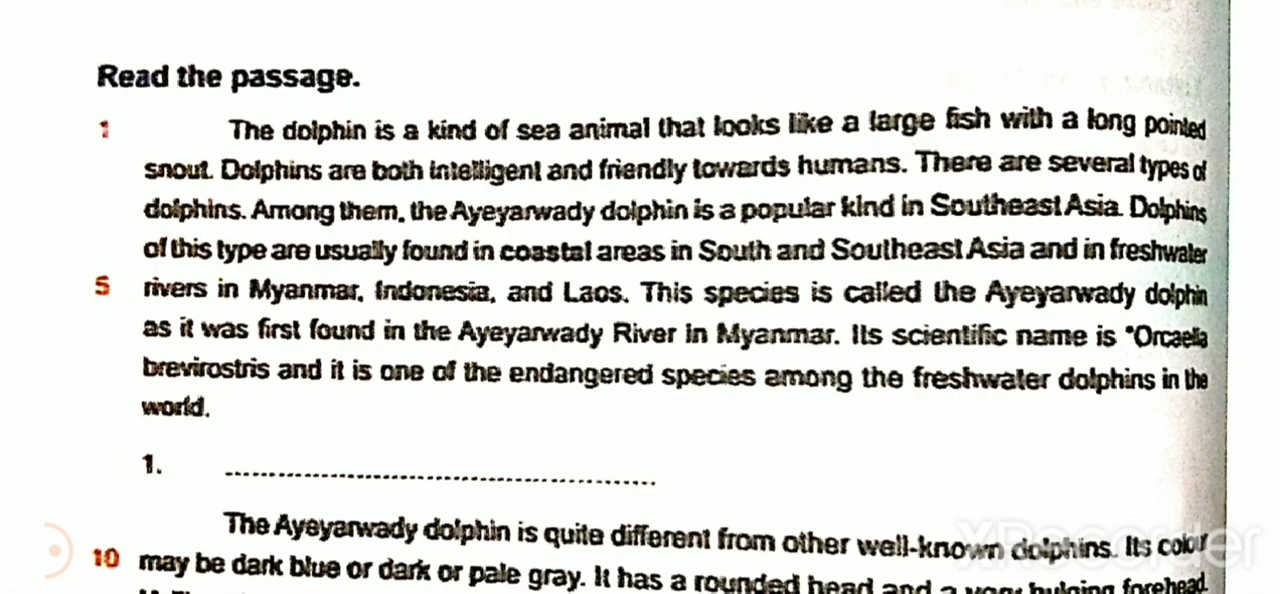 Read the passage.
1 The dolphin is a kind of sea animal that looks like a large fish with a long pointed
snout. Dolphins are both intelligent and friendly towards humans. There are several types of
dolphins. Among them, the Ayeyarwady dolphin is a popular kind in Southeast Asia. Dolphins
of this type are usually found in coastal areas in South and Southeast Asia and in freshwater
5 rivers in Myanmar, Indonesia, and Laos. This species is called the Ayeyarwady dolphin
as it was first found in the Ayeyarwady River in Myanmar. Its scientific name is "Orcaella
brevirostris and it is one of the endangered species among the freshwater dolphins in the
world.
1. ..............................................
The Ayeyarwady dolphin is quite different from other well-known dolphins. Its colour
10 may be dark blue or dark or pale gray. It has a rounded head and a very bulging forehead.
XRecorder